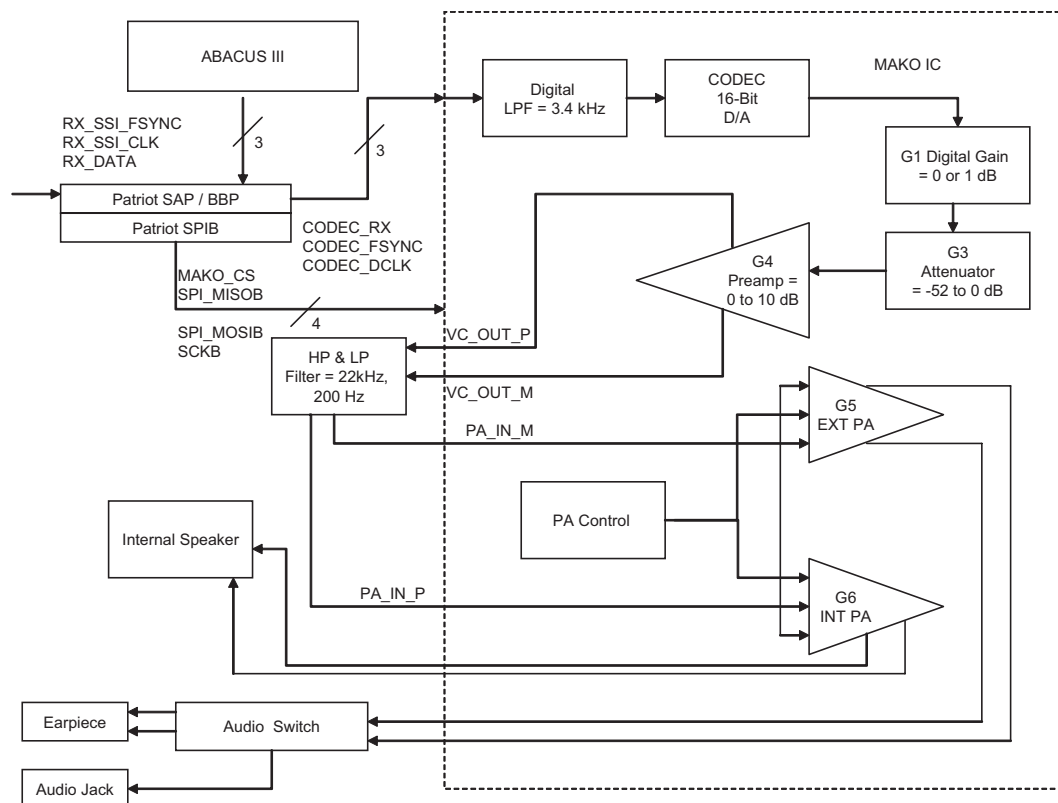 ABACUS III
Digital
LPF = 3.4 kHz
CODEC
16-Bit
D/A
MAKO IC
RX_SSI_FSYNC
RX_SSI_CLK
RX_DATA
3
3
G1 Digital Gain
= 0 or 1 dB
Patriot SAP / BBP
Patriot SPIB
CODEC_RX
CODEC_FSYNC
CODEC_DCLK
G3
Attenuator
= -52 to 0 dB
G4
Preamp =
0 to 10 dB
MAKO_CS
SPI_MISOB
4
SPI_MOSIB
SCKB
VC_OUT_P
HP & LP
Filter = 22kHz,
200 Hz
VC_OUT_M
G5
EXT PA
PA_IN_M
PA Control
Internal Speaker
PA_IN_P
G6
INT PA
Earpiece
Audio Switch
Audio Jack